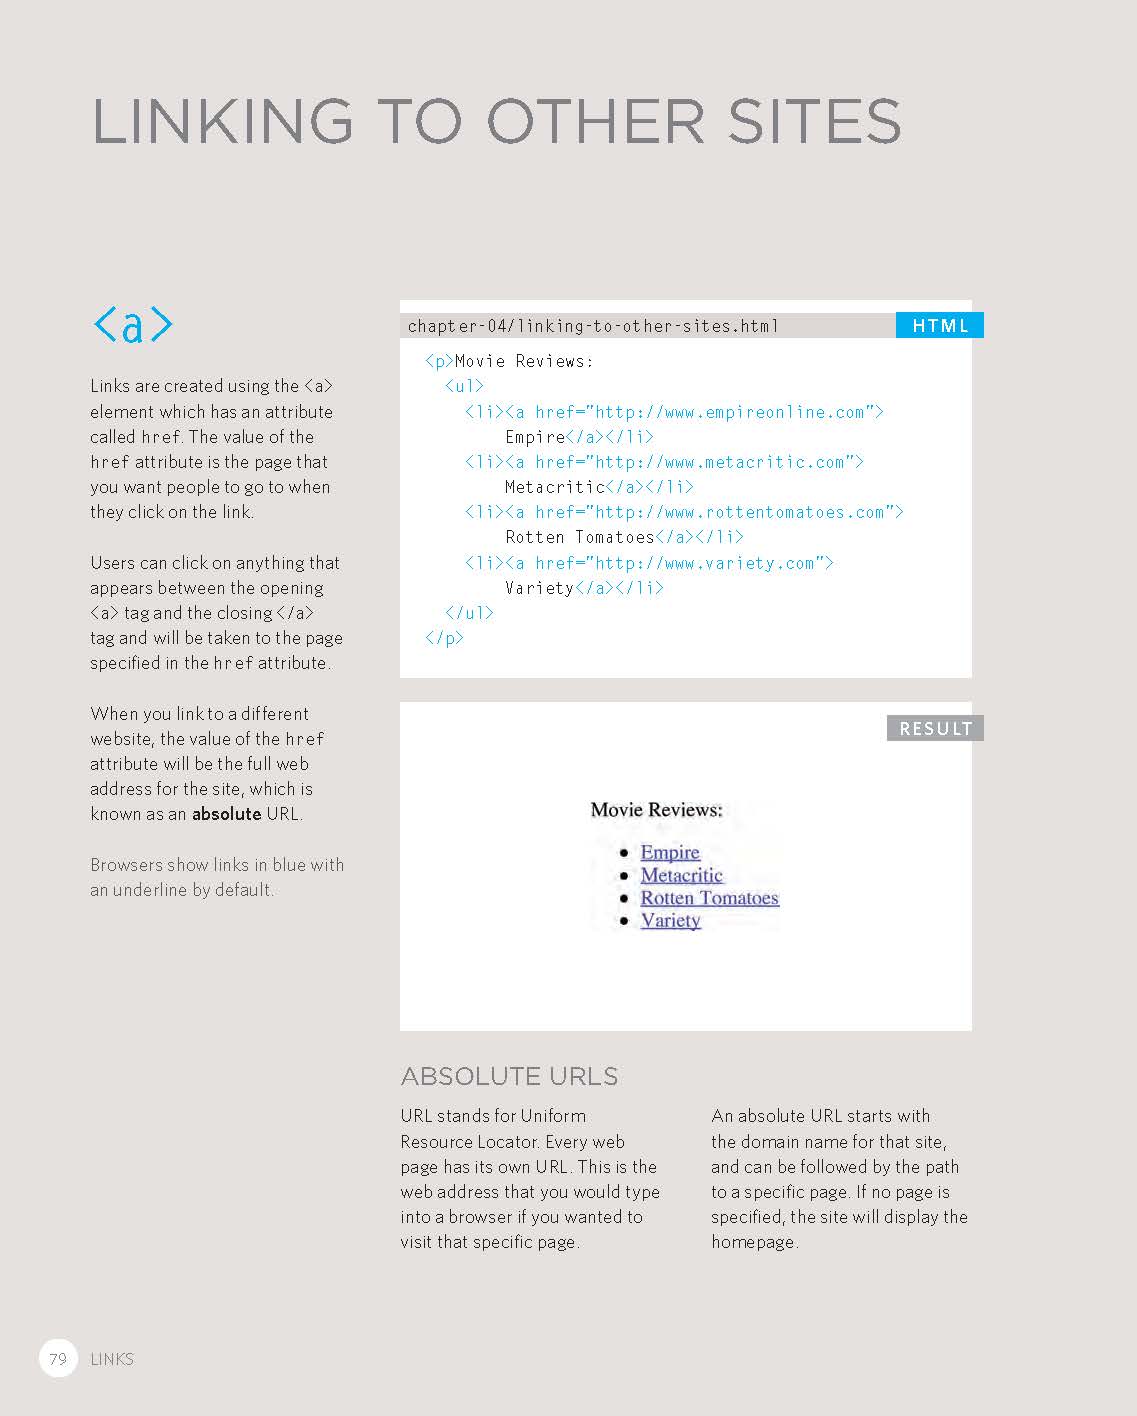 LINKING TO OTHER SITES
<a>
Links are created using the <a>
element which has an attribute
called href. The value of the
href attribute is the page that
you want people to go to when
they click on the link.
Users can click on anything that
appears between the opening
<a> tag and the closing </a>
tag and will be taken to the page
specified in the href attribute.
When you link to a different
website, the value of the href
attribute will be the full web
address for the site, which is
known as an absolute URL.
Browsers show links in blue with
an underline by default.
chapter-04/linking-to-other-sites.html
HTML
<p>Movie Reviews:
<ul>
<li><a href="http://www.empireonline.com">
Empire</a></li>
<li><a href="http://www.metacritic.com">
Metacritic</a></li>
<li><a href="http://www.rottentomatoes.com">
Rotten Tomatoes</a></li>
<li><a href="http://www.variety.com">
Variety</a></li>
</ul>
</p>
RESULT
Movie Reviews:
• Empire
• Metacritic
• Rotten Tomatoes
• Variety
ABSOLUTE URLS
URL stands for Uniform
Resource Locator. Every web
page has its own URL. This is the
web address that you would type
into a browser if you wanted to
visit that specific page.
An absolute URL starts with
the domain name for that site,
and can be followed by the path
to a specific page. If no page is
specified, the site will display the
homepage.
79 LINKS